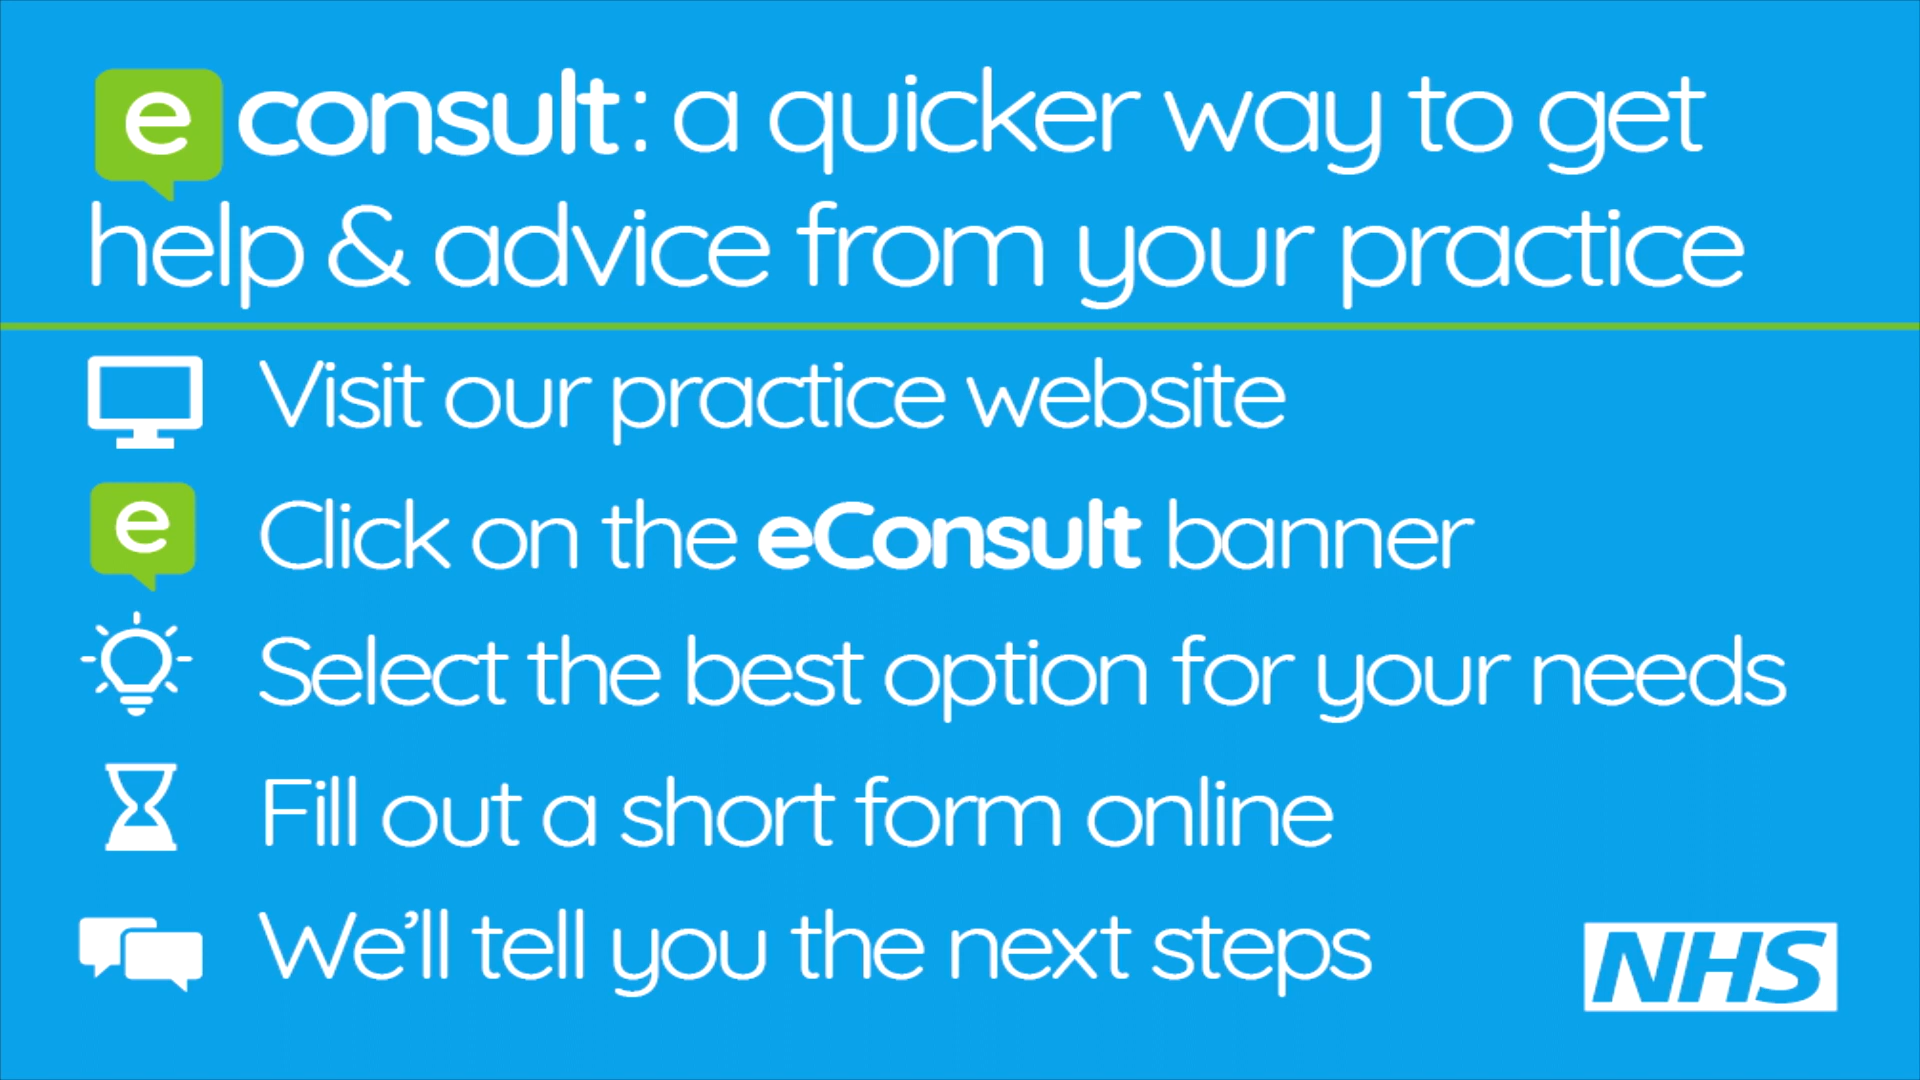 e consult: a quicker way to get
help & advice from your practice
Visit our practice website
e
Click on the eConsult banner
Select the best option for your needs
Fill out a short form online
We’ll tell you the next steps
NHS